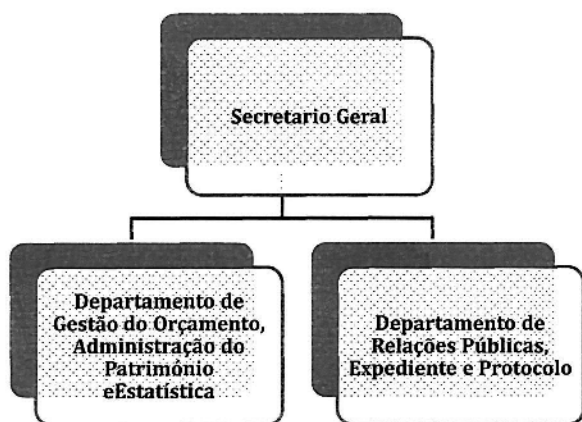 Secretario Geral
Departamento de
Gestão do Orçamento,
Administração do
Património
eEstatística
Departamento de
Relações Públicas,
Expediente e Protocolo